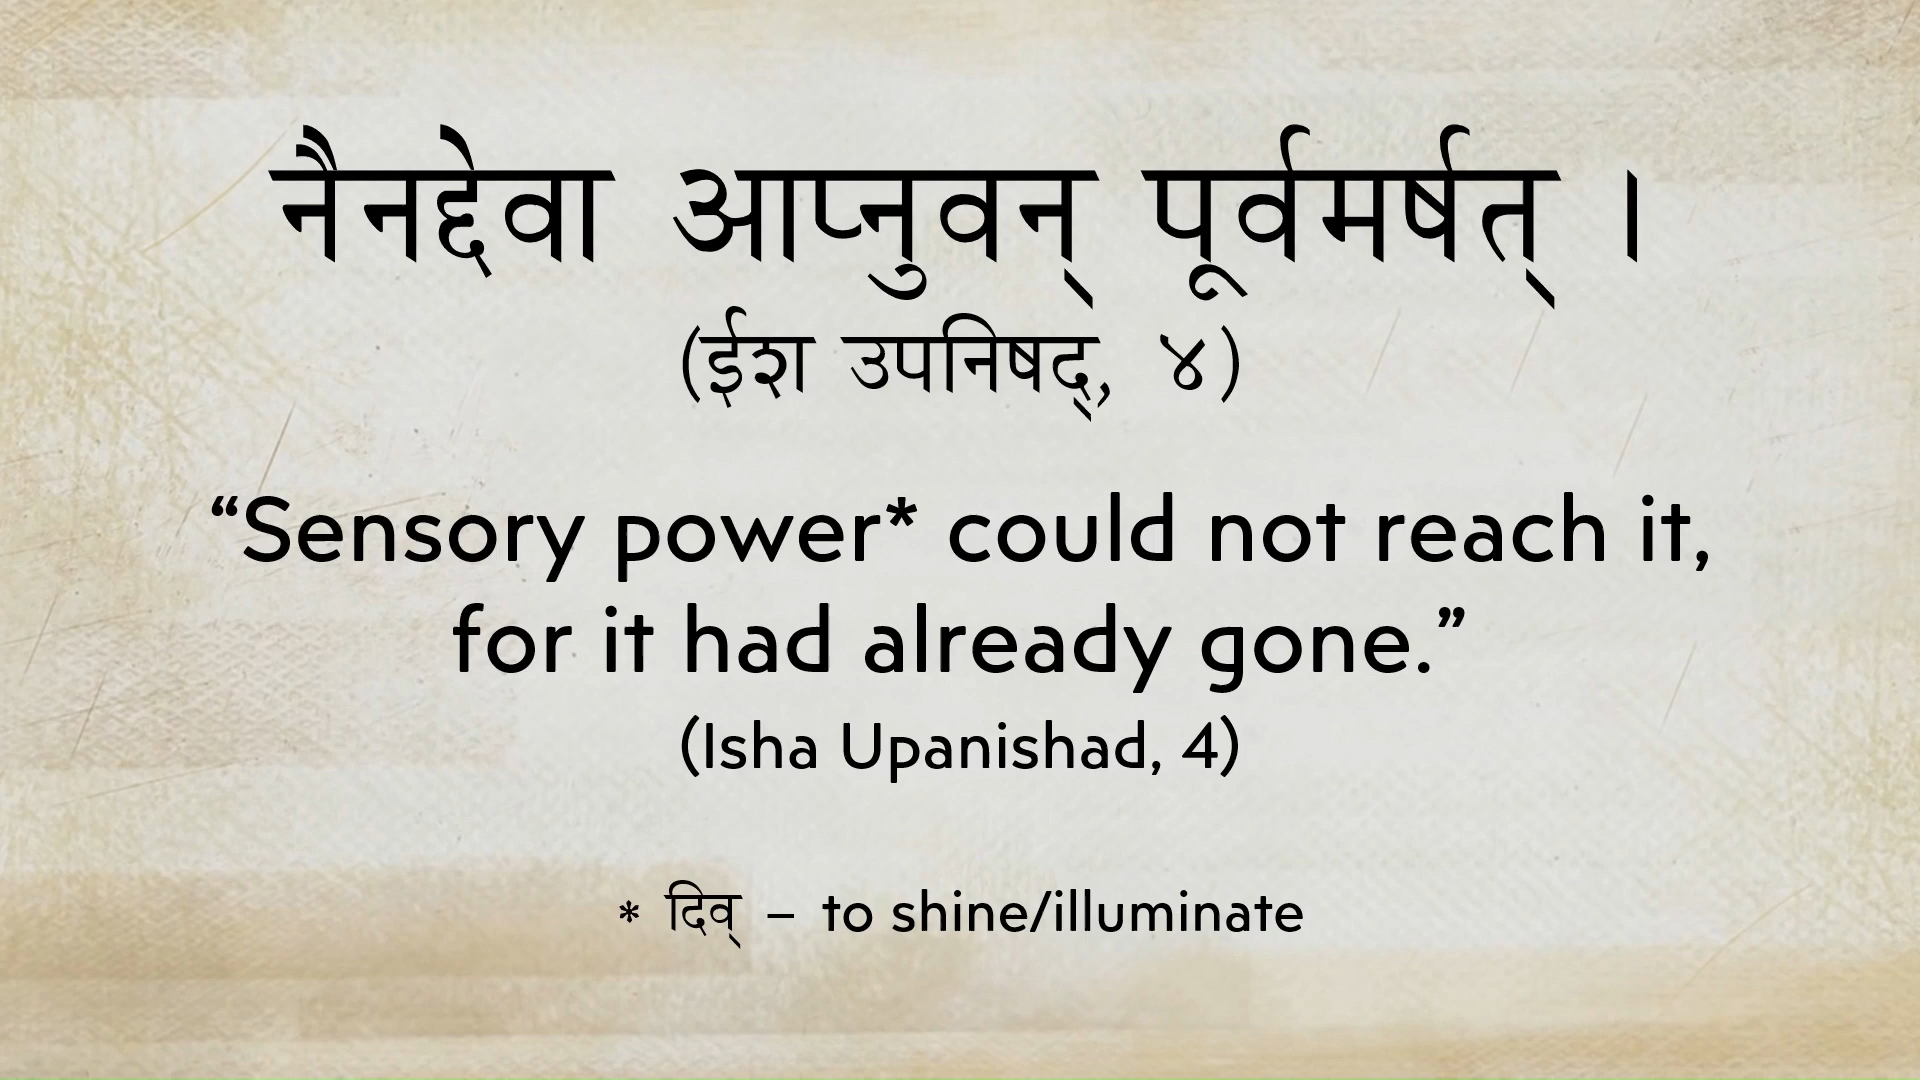 नैनद्देवा आप्नुवन् पूर्वमर्षत् ।
(ईश उपनिषद्, ४)
“Sensory power* could not reach it,
for it had already gone.”
(Isha Upanishad, 4)
* दिव् – to shine/illuminate